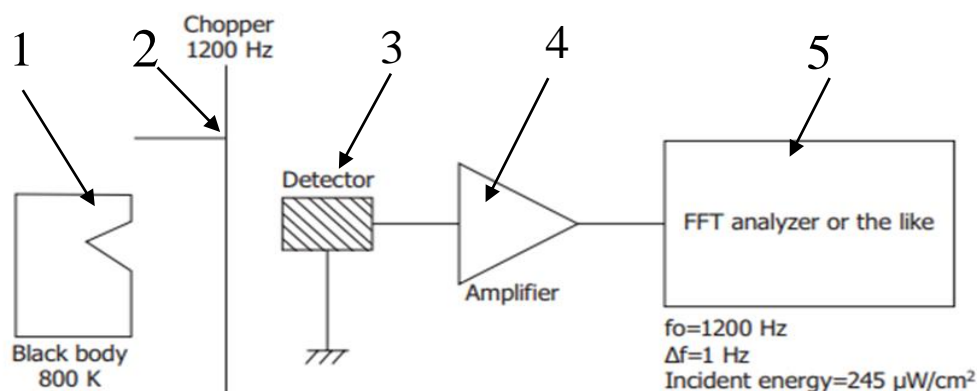 Chopper
1200 Hz
1
2
3
4
5
Detector
FFT analyzer or the like
Amplifier
Black body
800 K
fo=1200 Hz
Δf=1 Hz
Incident energy=245 μW/cm²